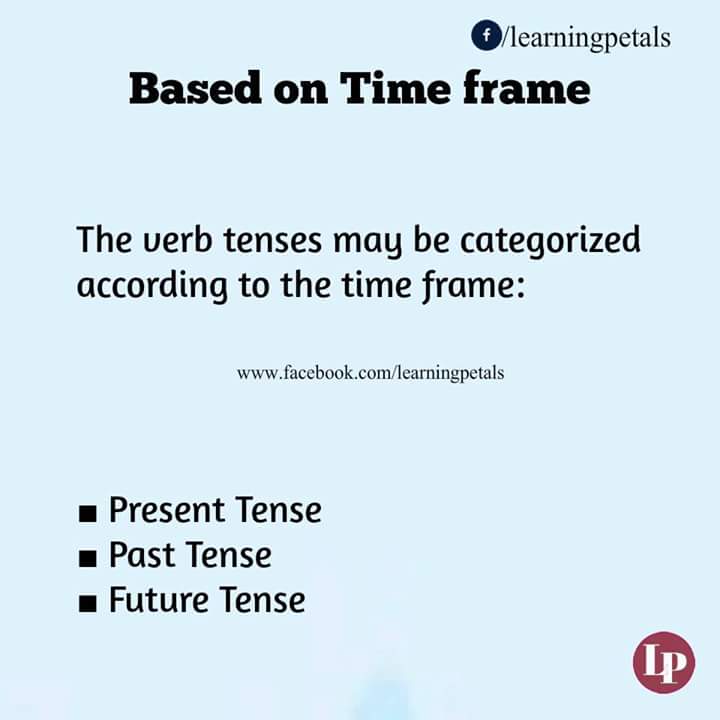 /learningpetals
Based on Time frame
The verb tenses may be categorized
according to the time frame:
www.facebook.com/learningpetals
■ Present Tense
■ Past Tense
■ Future Tense
LP